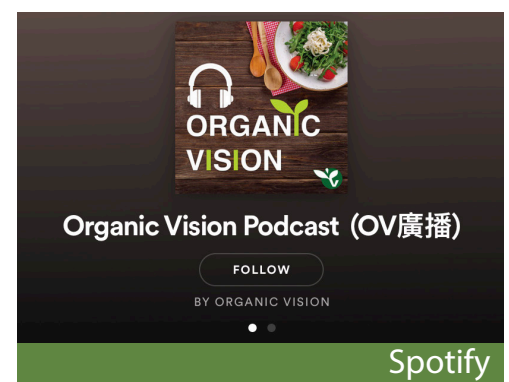 ORGANIC
VISION
Organic Vision Podcast (OV廣播)
FOLLOW
BY ORGANIC VISION
Spotify